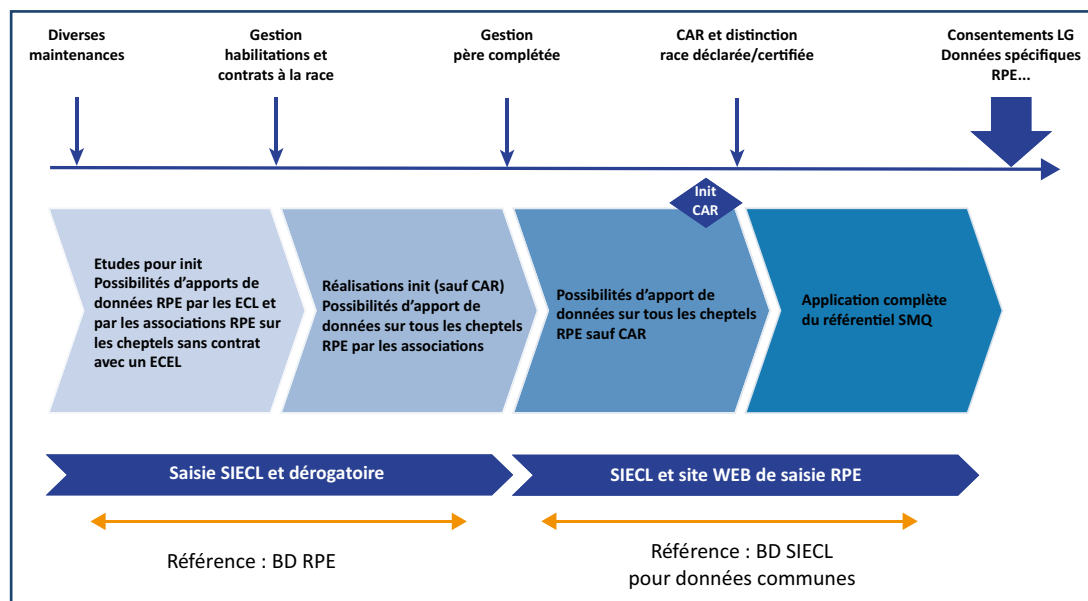 Diverses
maintenances
Gestion
habilitations et
contrats à la race
Gestion
père complétée
CAR et distinction
race déclarée/certifiée
Consentements LG
Données spécifiques
RPE...
Init
CAR
Etudes pour init
Possibilités d'apports de
données RPE par les ECL et
par les associations RPE sur
les cheptels sans contrat
avec un ECEL
Réalisations init (sauf CAR)
Possibilités d'apport de
données sur tous les cheptels
RPE par les associations
Possibilités d'apport de
données sur tous les cheptels
RPE sauf CAR
Application complète
du référentiel SMQ
Saisie SIECL et dérogatoire
SIECL et site WEB de saisie RPE
Référence : BD RPE
Référence : BD SIECL
pour données communes